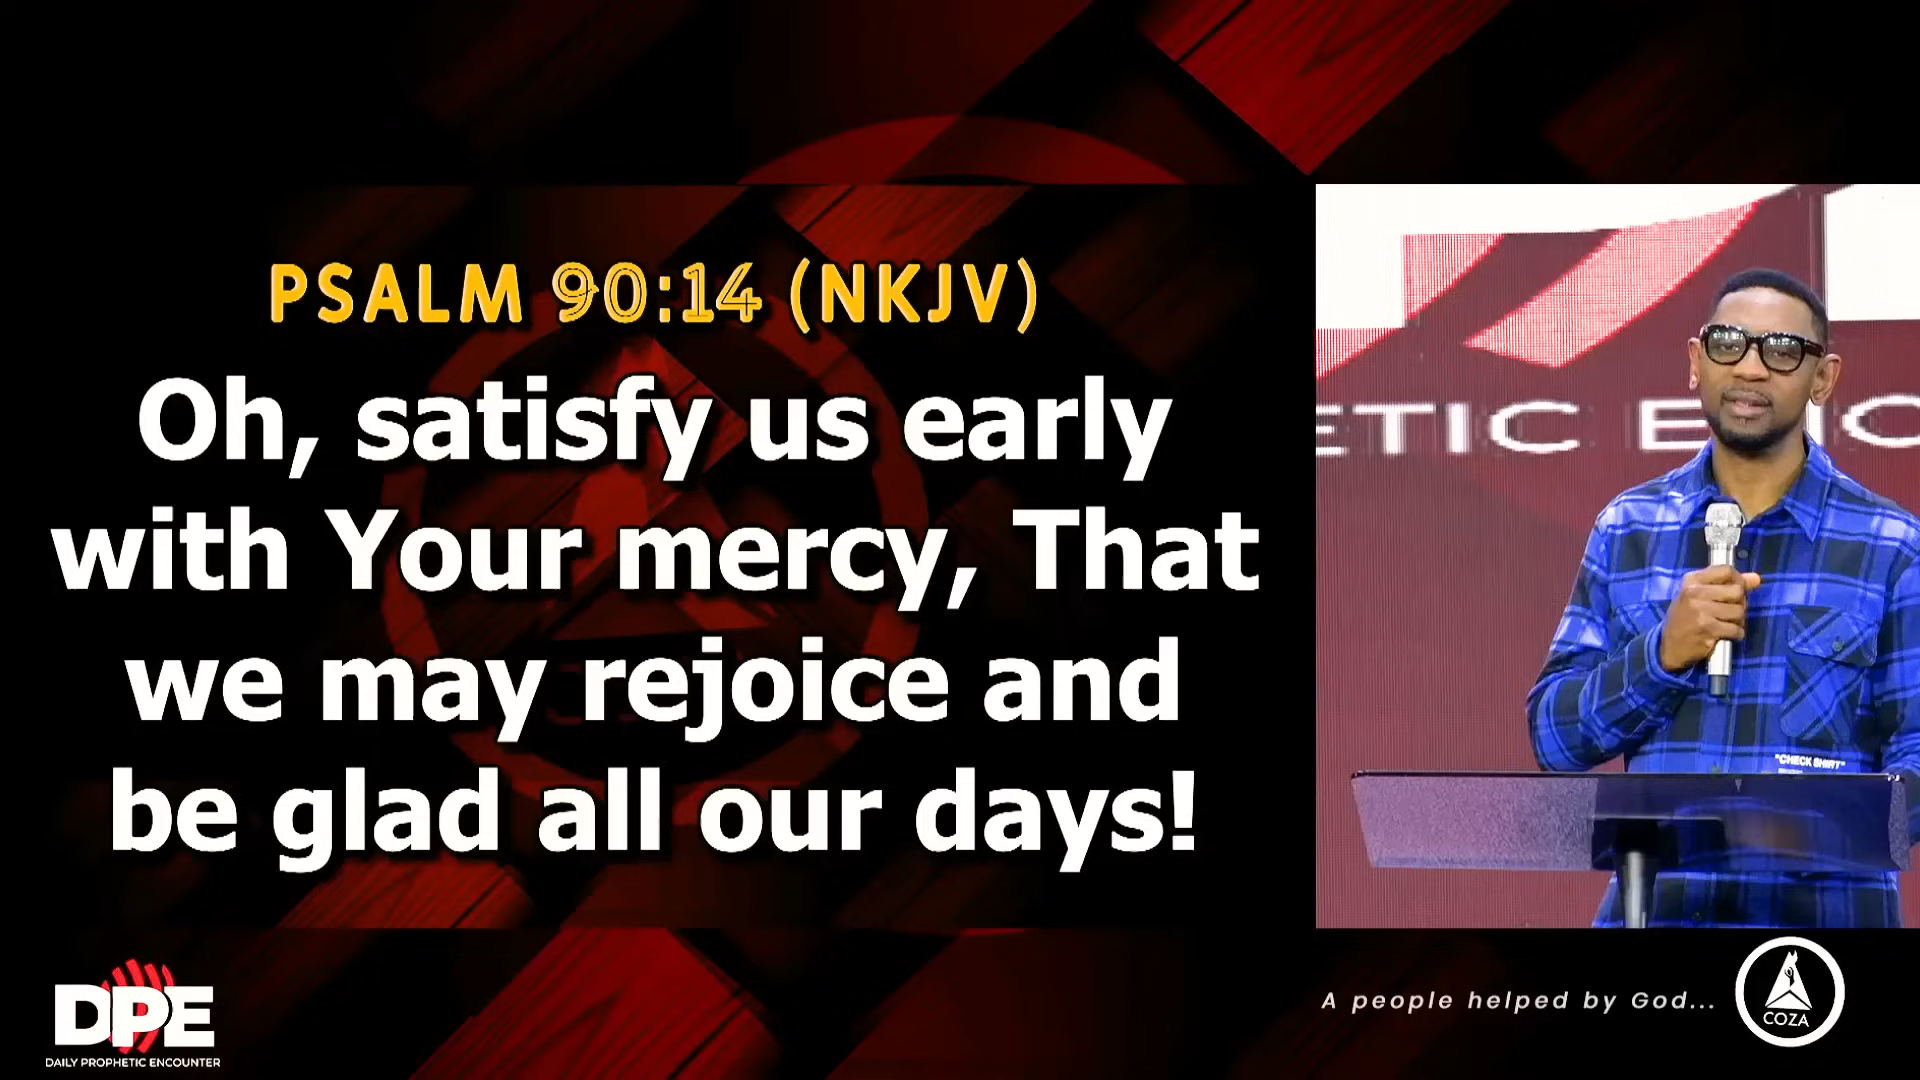 PSALM 90:14 (NKJV)
Oh, satisfy us early
with Your mercy, That
we may rejoice and
be glad all our days!
ETIC ENC
"CHECK SHIRT"
DPE
DAILY PROPHETIC ENCOUNTER
A people helped by God...
COZA